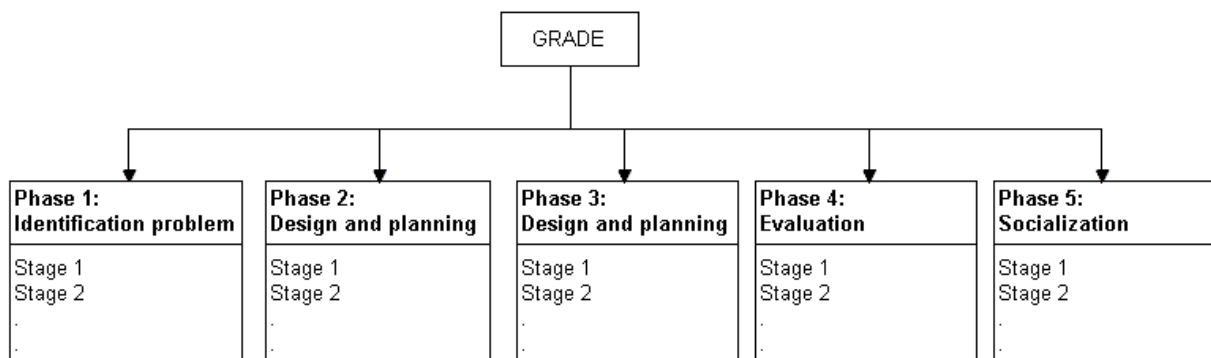 GRADE
Phase 1:
Identification problem
Stage 1
Stage 2
.
.
Phase 2:
Design and planning
Stage 1
Stage 2
.
.
Phase 3:
Design and planning
Stage 1
Stage 2
.
.
Phase 4:
Evaluation
Stage 1
Stage 2
.
.
Phase 5:
Socialization
Stage 1
Stage 2
.
.